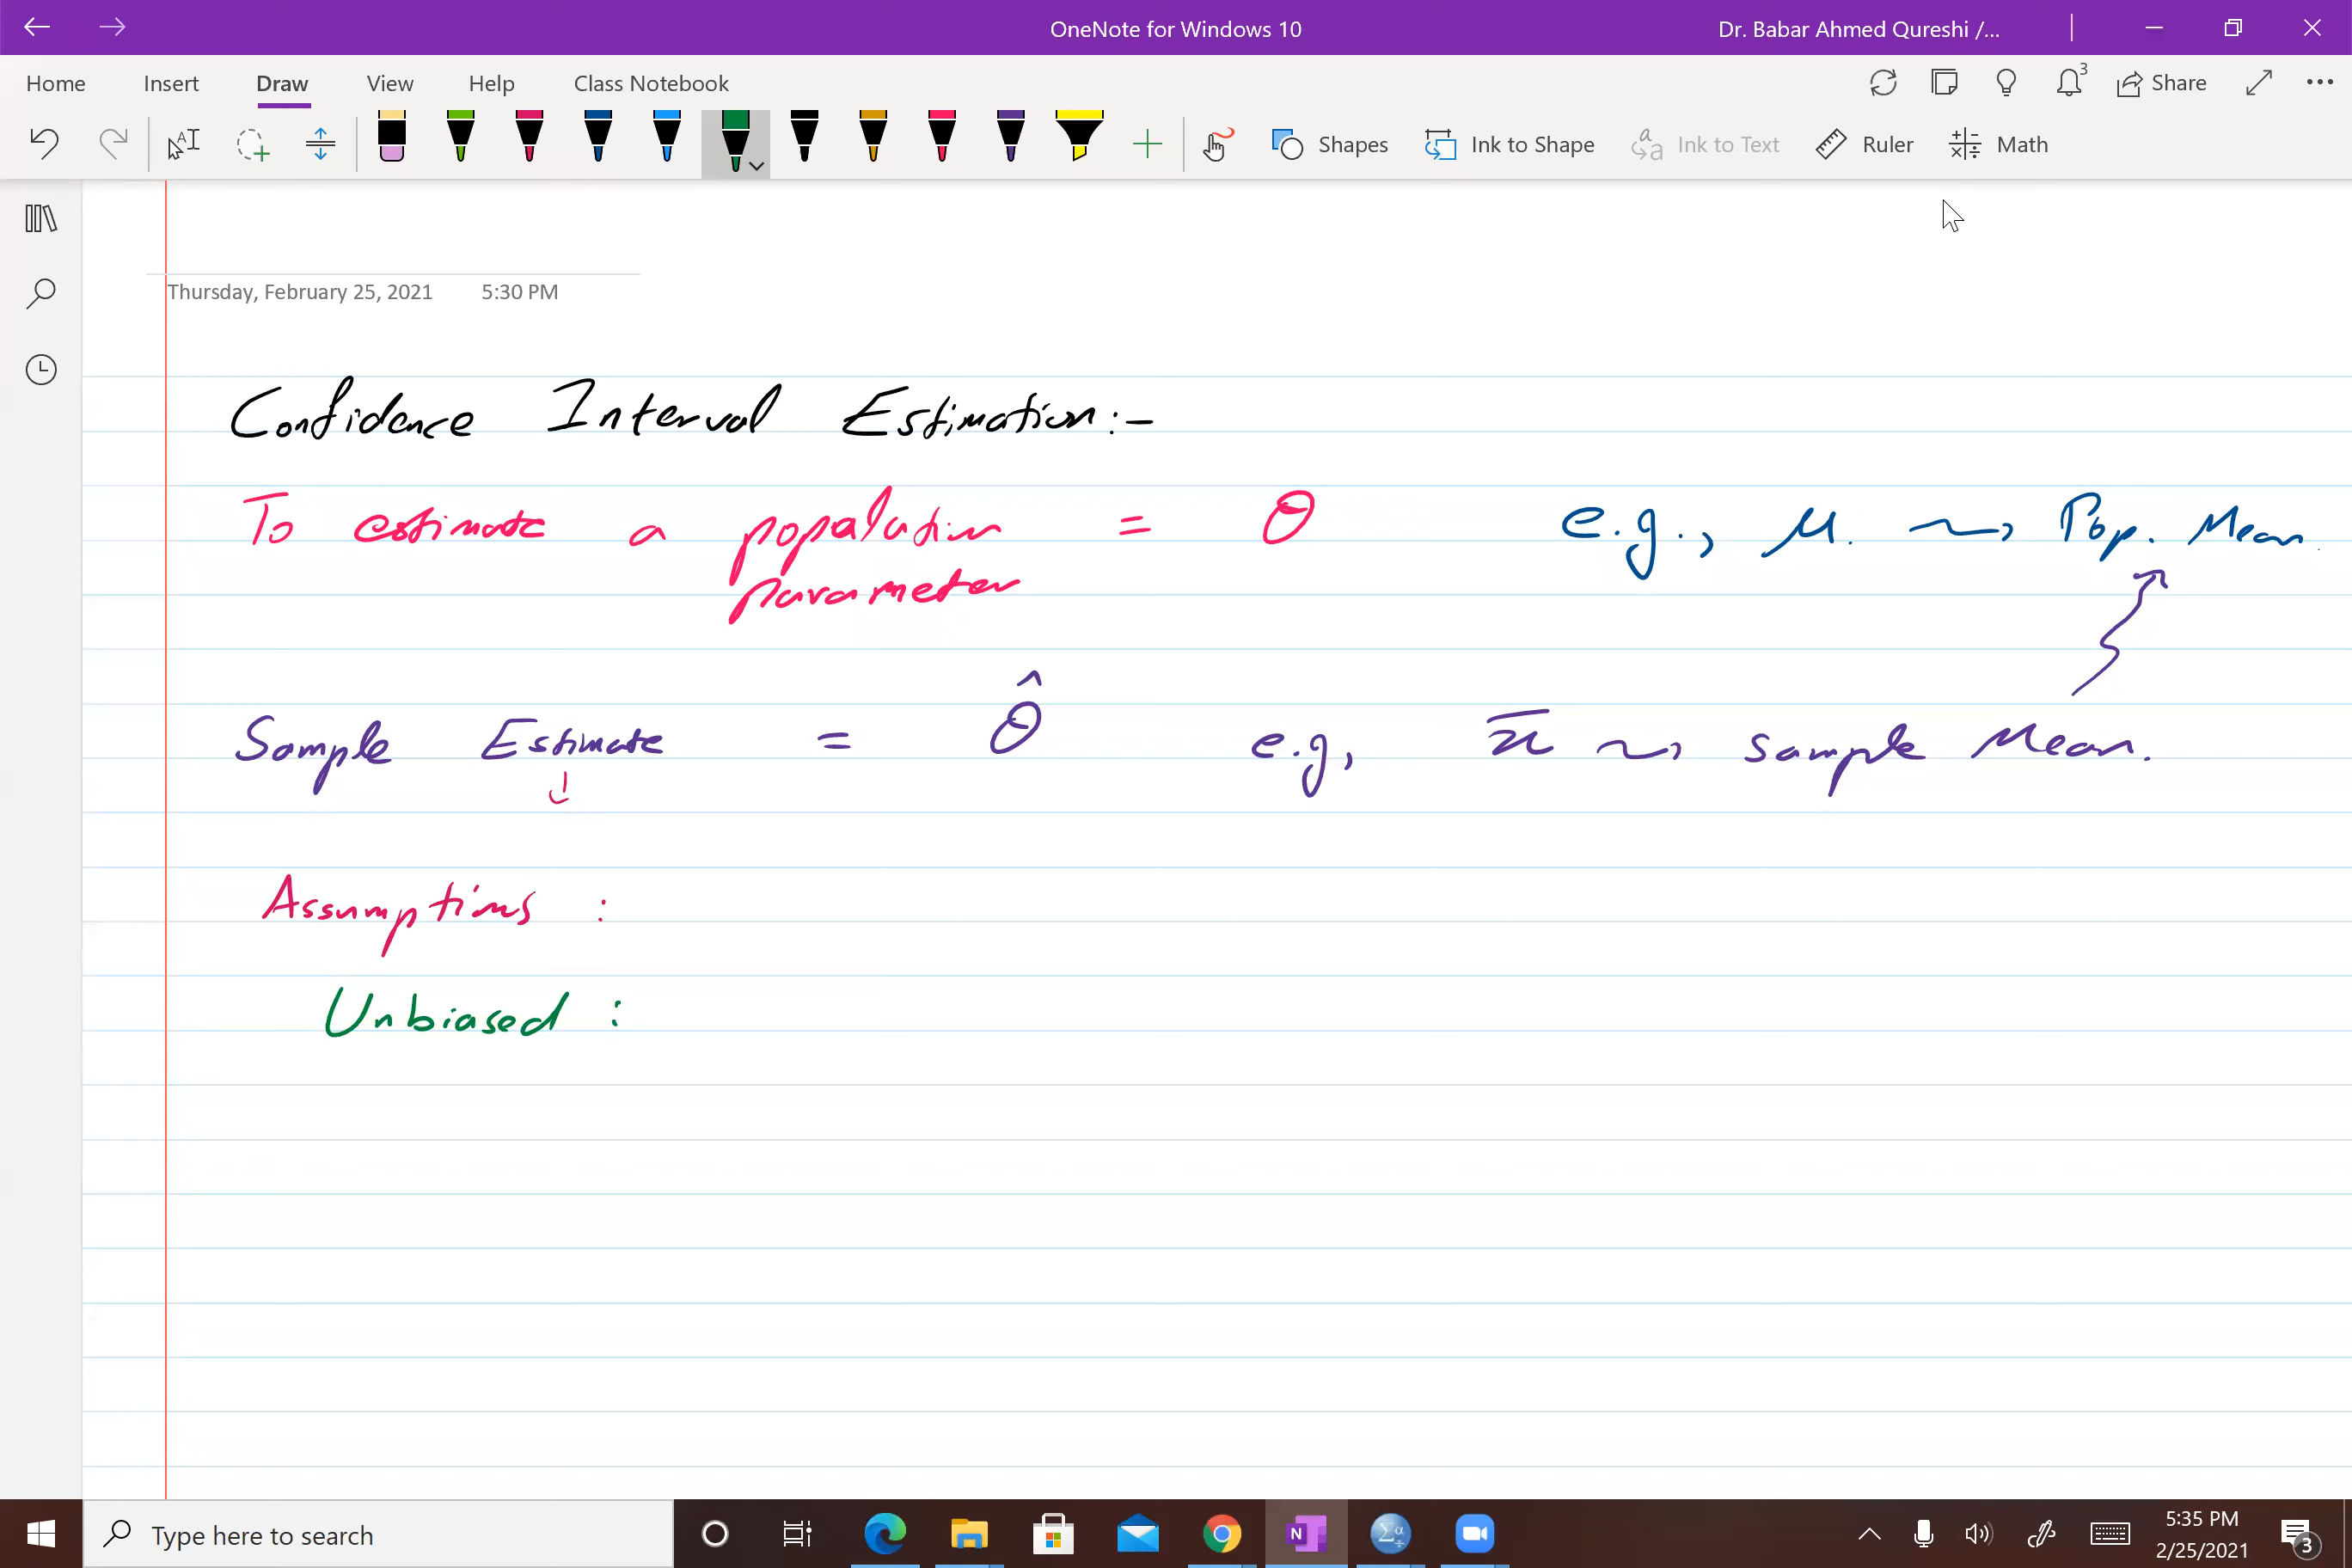 OneNote for Windows 10 Dr. Babar Ahmed Qureshi /...
Home Insert Draw View Help Class Notebook 3 Share
Shapes Ink to Shape Ink to Text Ruler Math
Thursday, February 25, 2021 5:30 PM
Confidence Interval Estimation:-
To estimate a population = θ e.g., μ. Pop. Mean.
parameter
Sample Estimate = θ̂ e.g, x̄ sample Mean.
Assumptions :
Unbiased :
Type here to search
5:35 PM
2/25/2021
3